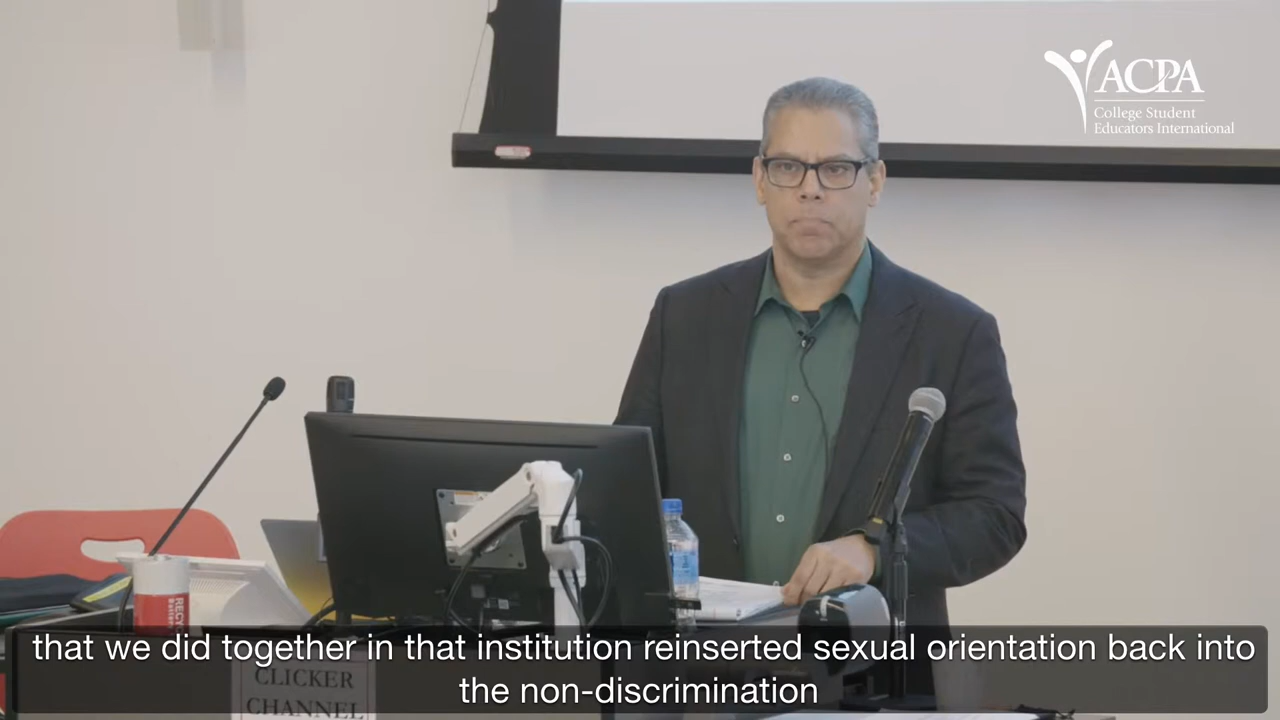 ACPA
College Student
Educators International
that we did together in that institution reinserted sexual orientation back into
the non-discrimination
CLICKER
CHANNEL